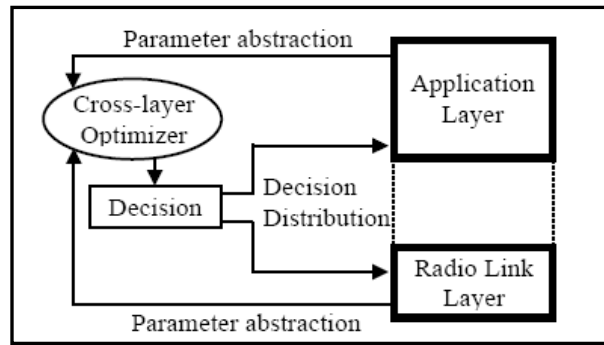 Parameter abstraction
Application
Layer
Cross-layer
Optimizer
Decision
Decision
Distribution
Radio Link
Layer
Parameter abstraction